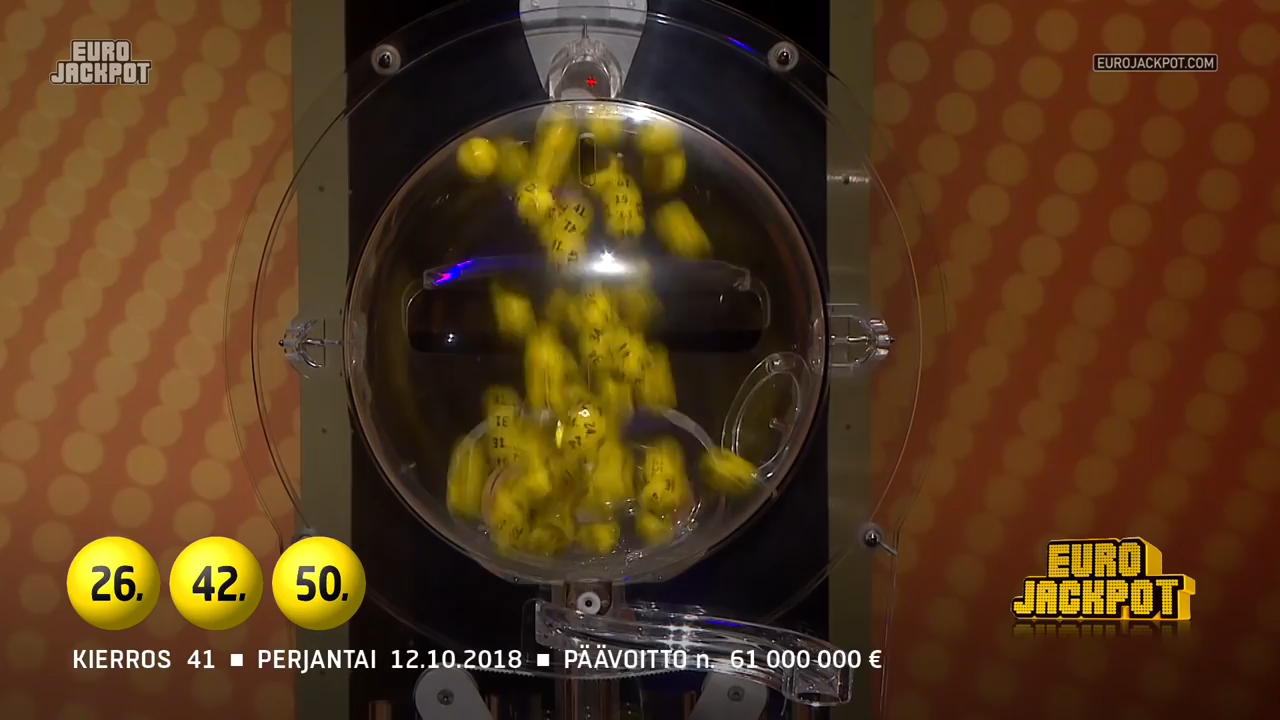 EURO
JACKPOT
EUROJACKPOT.COM
26. 42. 50.
EURO
JACKPOT
KIERROS 41 ■ PERJANTAI 12.10.2018 ■ PÄÄVOITTO n. 61 000 000 €